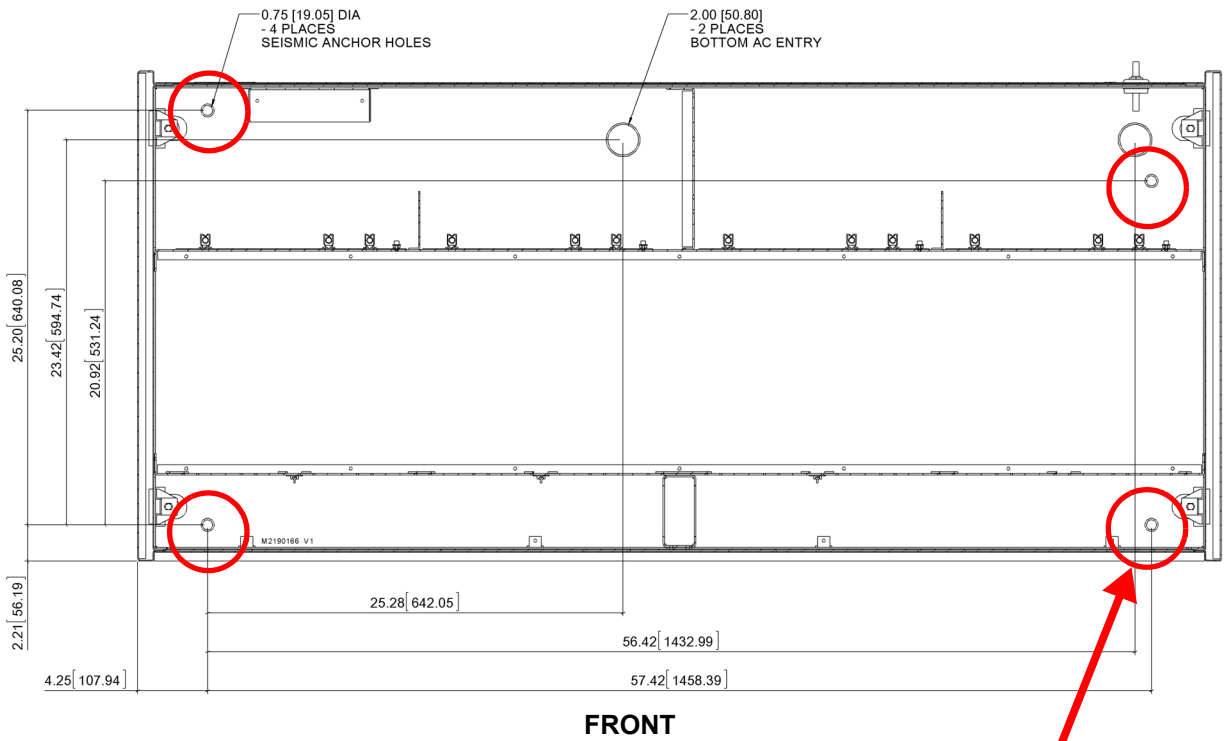 0.75 [19.05] DIA
- 4 PLACES
SEISMIC ANCHOR HOLES
2.00 [50.80]
- 2 PLACES
BOTTOM AC ENTRY
25.20[640.08]
23.42[594.74]
20.92[531.24]
M2190166 V1
2.21[56.19]
25.28[642.05]
56.42[1432.99]
4.25[107.94]
57.42[1458.39]
FRONT